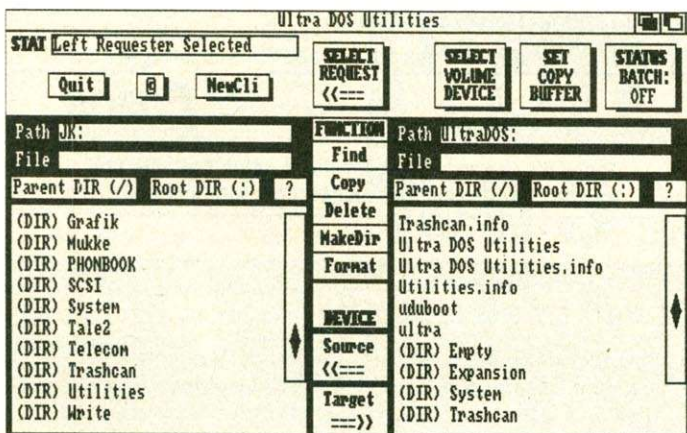 Ultra DOS Utilities
STAT Left Requester Selected
Quit
@
NewCli
SELECT
REQUEST
<<===
SELECT
VOLUME
DEVICE
SET
COPY
BUFFER
STATUS
BATCH:
OFF
Path JK:
File
Parent DIR (/)
Root DIR (:)
?
(DIR) Grafik
(DIR) Mukke
(DIR) PHONBOOK
(DIR) SCSI
(DIR) System
(DIR) Tale2
(DIR) Telecom
(DIR) Trashcan
(DIR) Utilities
(DIR) Write
FUNCTION
Find
Copy
Delete
MakeDir
Format
DEVICE
Source
<<===
Target
===>>
Path UltraDOS:
File
Parent DIR (/)
Root DIR (:)
?
Trashcan.info
Ultra DOS Utilities
Ultra DOS Utilities.info
Utilities.info
uduboot
ultra
(DIR) Empty
(DIR) Expansion
(DIR) System
(DIR) Trashcan